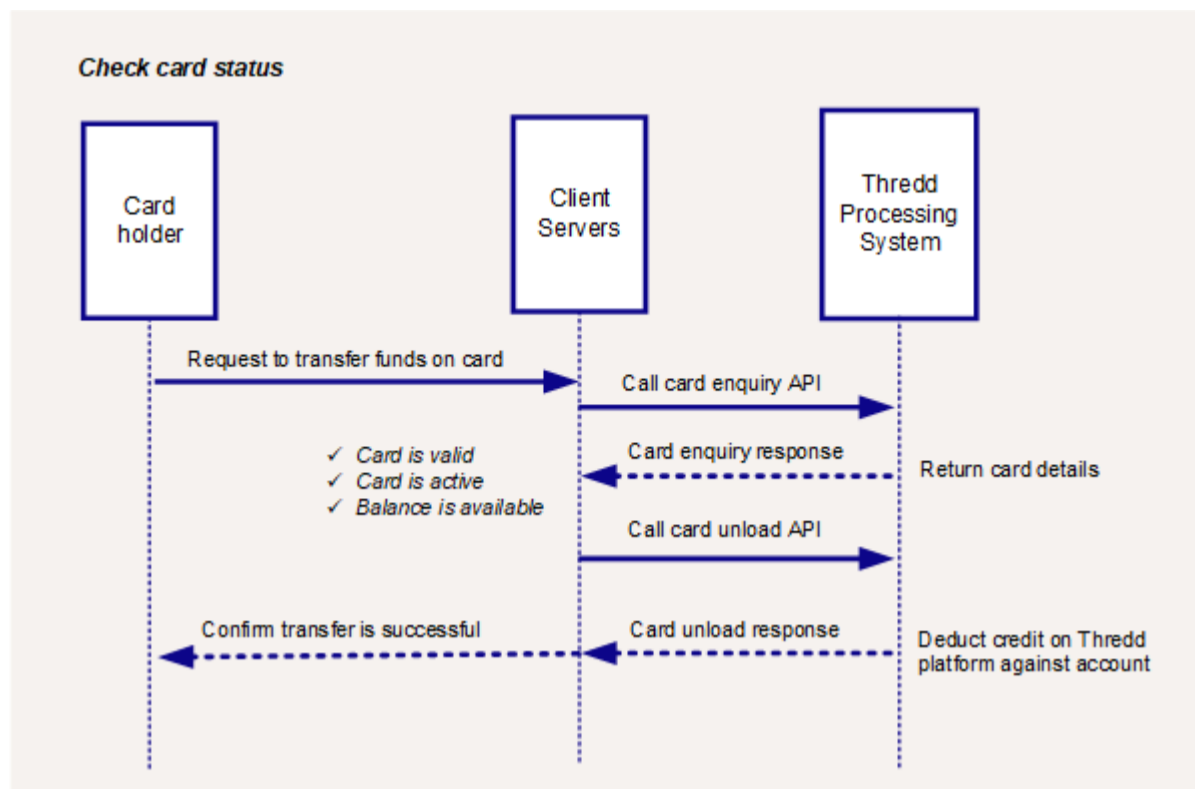 Check card status
Card
holder
Client
Servers
Thredd
Processing
System
Request to transfer funds on card
Call card enquiry API
Card enquiry response
Return card details
✓ Card is valid
✓ Card is active
✓ Balance is available
Call card unload API
Confirm transfer is successful
Card unload response
Deduct credit on Thredd
platform against account